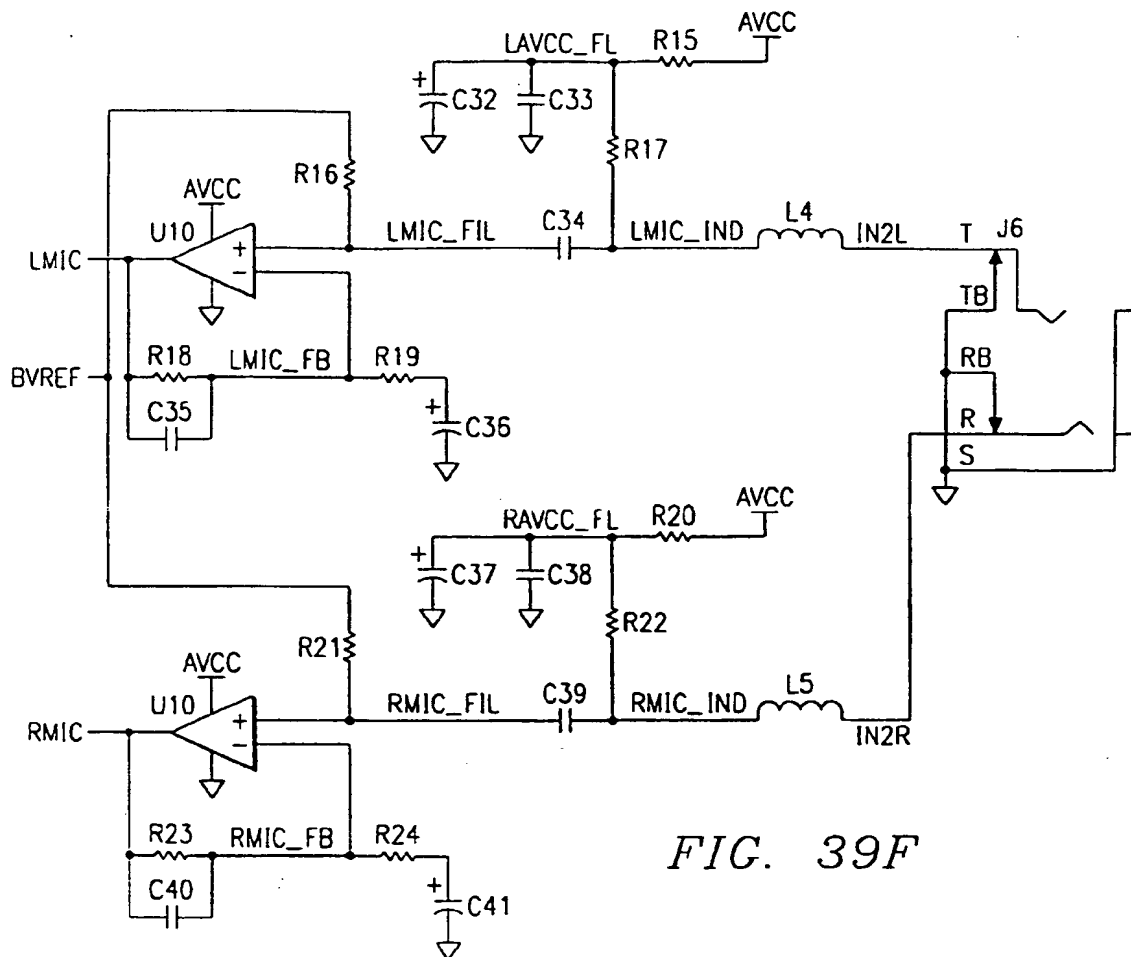 AVCC
LAVCC_FL R15
+ C32 C33
R17
R16
AVCC
U10 C34 L4
LMIC_FIL LMIC_IND IN2L T J6
LMIC + −
TB
R18 LMIC_FB R19 RB
BVREF
C35 + C36 R
S
AVCC
RAVCC_FL R20
+ C37 C38
R22
R21
AVCC
U10 C39 L5
RMIC_FIL RMIC_IND
RMIC + − IN2R
R23 RMIC_FB R24
C40 + C41
FIG. 39F